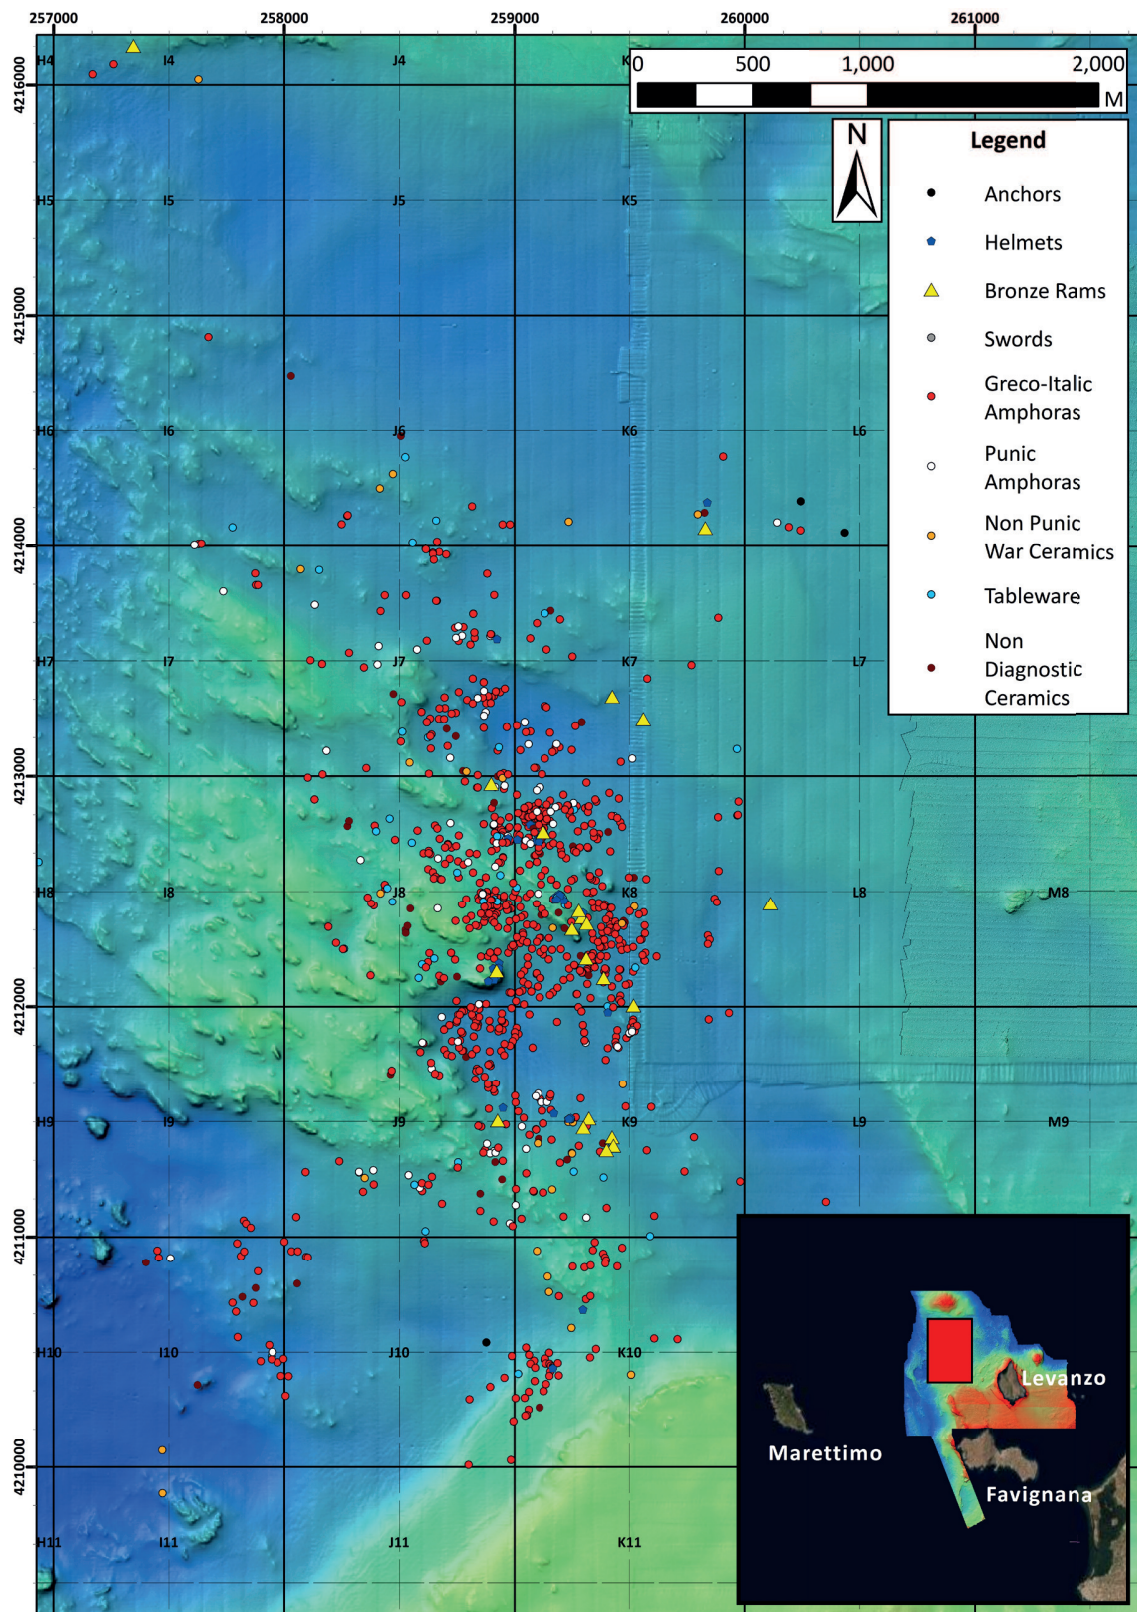 257000 258000 259000 260000 261000
H4 I4 J4 K
0 500 1,000 2,000
M
4216000
N
Legend
Anchors
Helmets
Bronze Rams
Swords
Greco-Italic
Amphoras
Punic
Amphoras
Non Punic
War Ceramics
Tableware
Non
Diagnostic
Ceramics
H5 I5 J5 K5
4215000
H6 I6 J6 K6 L6
4214000
H7 I7 J7 K7 L7
4213000
H8 I8 J8 K8 L8 M8
4212000
H9 I9 J9 K9 L9 M9
4211000
H10 I10 J10 K10
4210000
H11 I11 J11 K11
Levanzo
Marettimo
Favignana